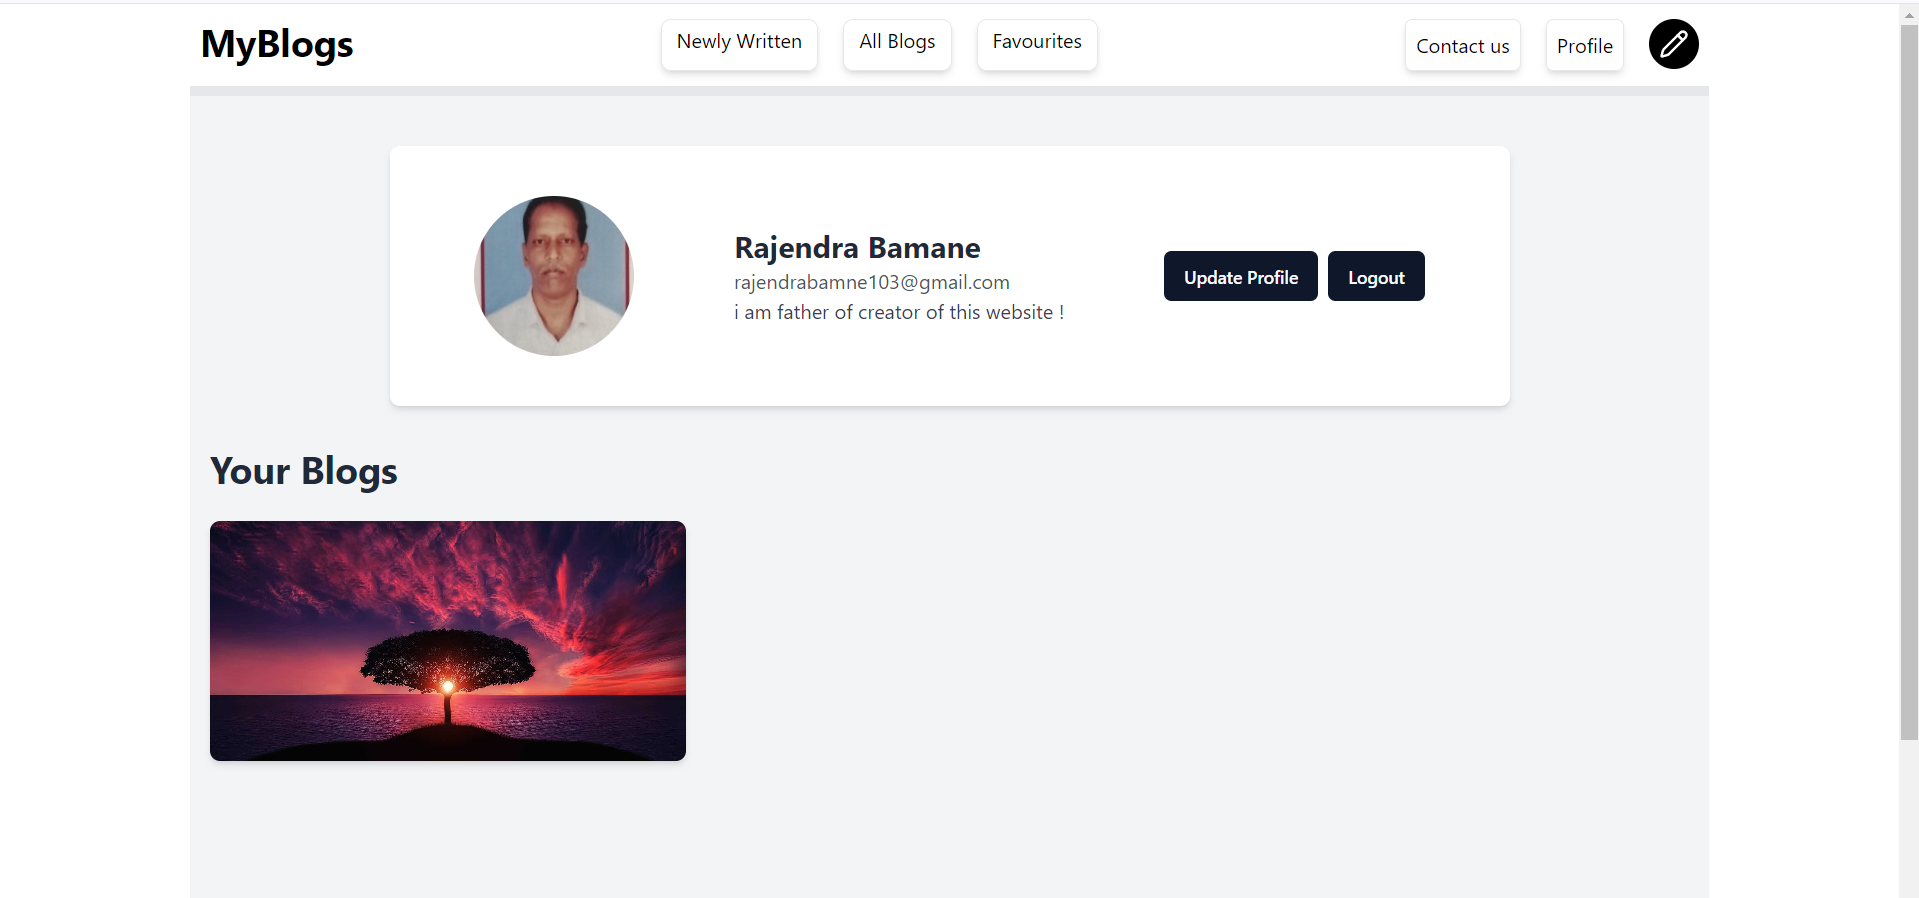 MyBlogs
Newly Written
All Blogs
Favourites
Contact us
Profile
Rajendra Bamane
rajendrabamne103@gmail.com
i am father of creator of this website !
Update Profile
Logout
Your Blogs